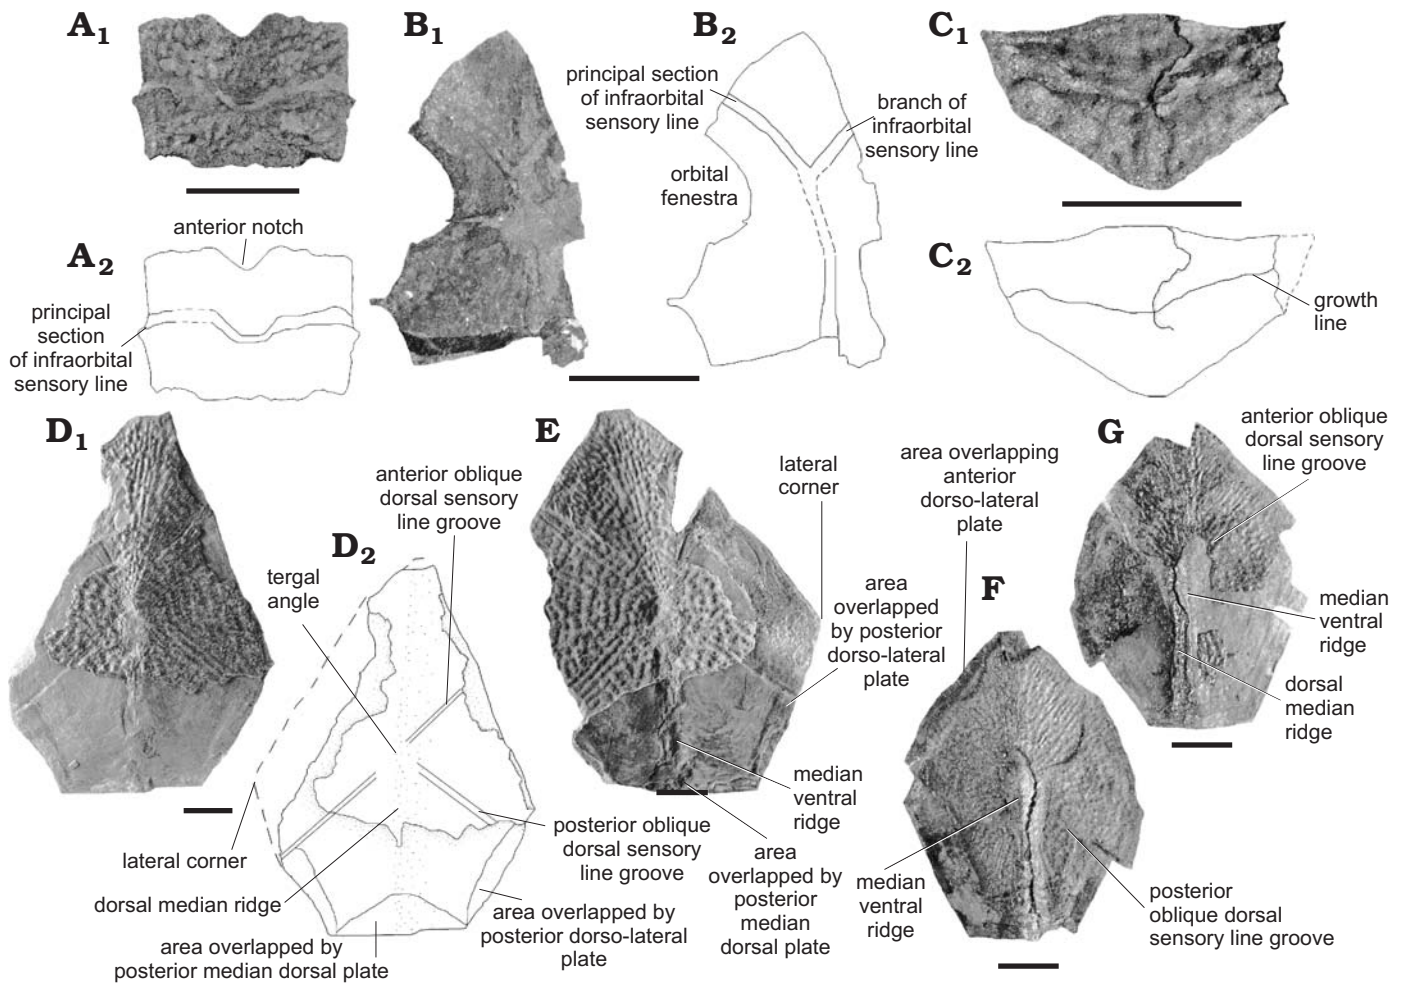 A1
B1
B2
C1
principal section
of infraorbital
sensory line
branch of
infraorbital
sensory line
orbital
fenestra
anterior notch
A2
C2
principal
section
of infraorbital
sensory line
growth
line
D1
E
G
anterior oblique
dorsal sensory
line groove
area overlapping
anterior
dorso-lateral
plate
lateral
corner
anterior oblique
dorsal sensory
line groove
D2
tergal
angle
area
overlapped
by posterior
dorso-lateral
plate
F
median
ventral
ridge
dorsal
median
ridge
median
ventral
ridge
lateral corner
posterior oblique
dorsal sensory
line groove
area
overlapped by
posterior
median
dorsal plate
median
ventral
ridge
posterior
oblique dorsal
sensory line groove
dorsal median ridge
area overlapped by
posterior dorso-lateral
plate
area overlapped by
posterior median dorsal plate